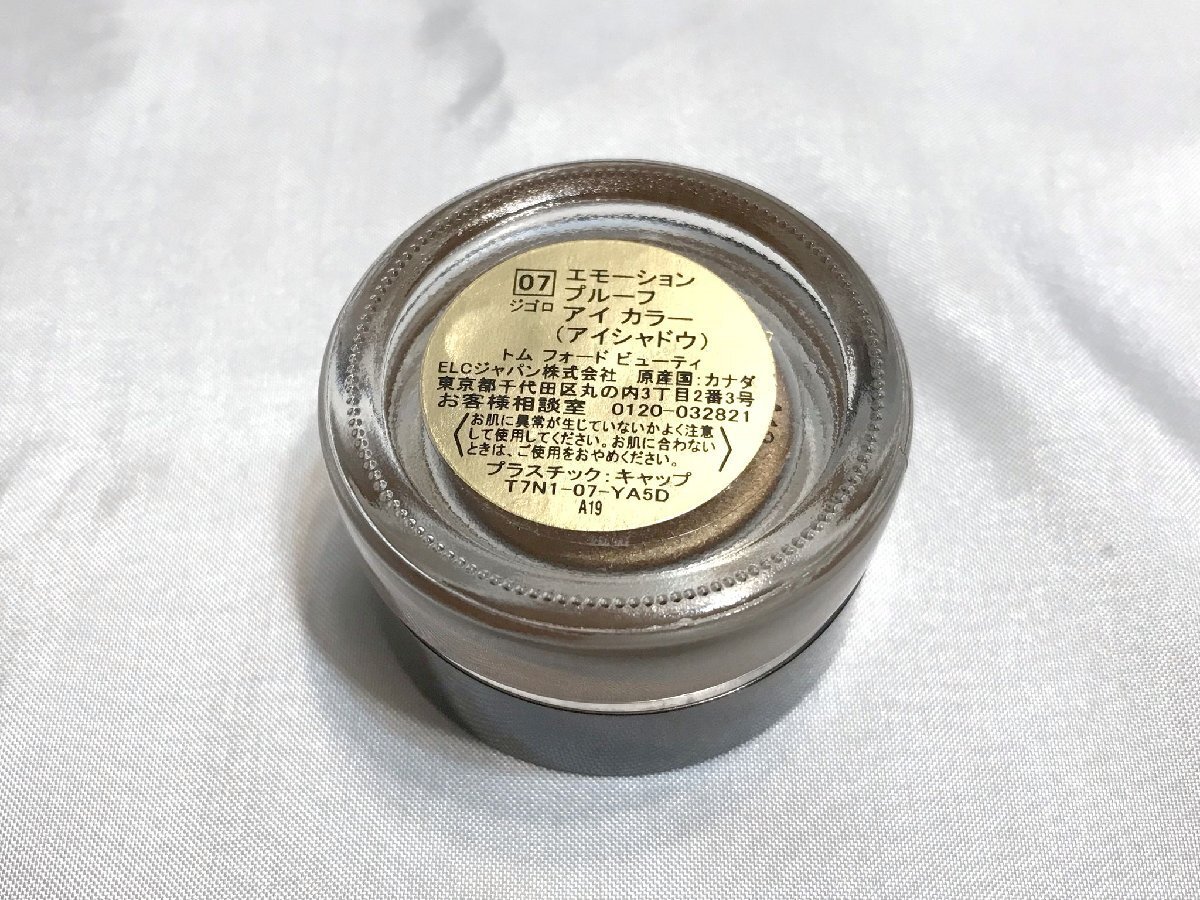 07 エモーション
ジゴロ プルーフ
アイ カラー
(アイシャドウ)
トム フォード ビューティ
ELCジャパン株式会社 原産国:カナダ
東京都千代田区丸の内3丁目2番3号
お客様相談室 0120-032821
〈お肌に異常が生じていないかよく注意
して使用してください。お肌に合わない
ときは、ご使用をおやめください。〉
プラスチック:キャップ
T7N1-07-YA5D
A19